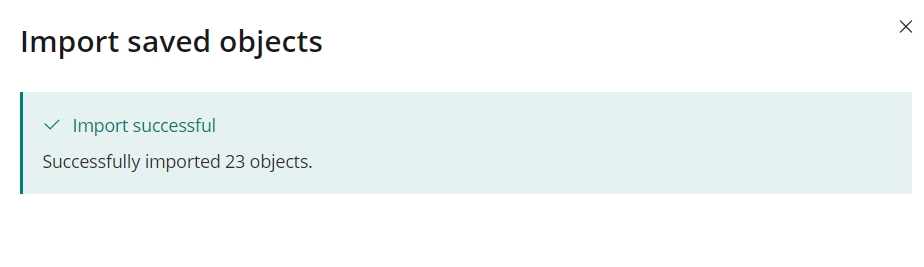 Import saved objects
Import successful
Successfully imported 23 objects.